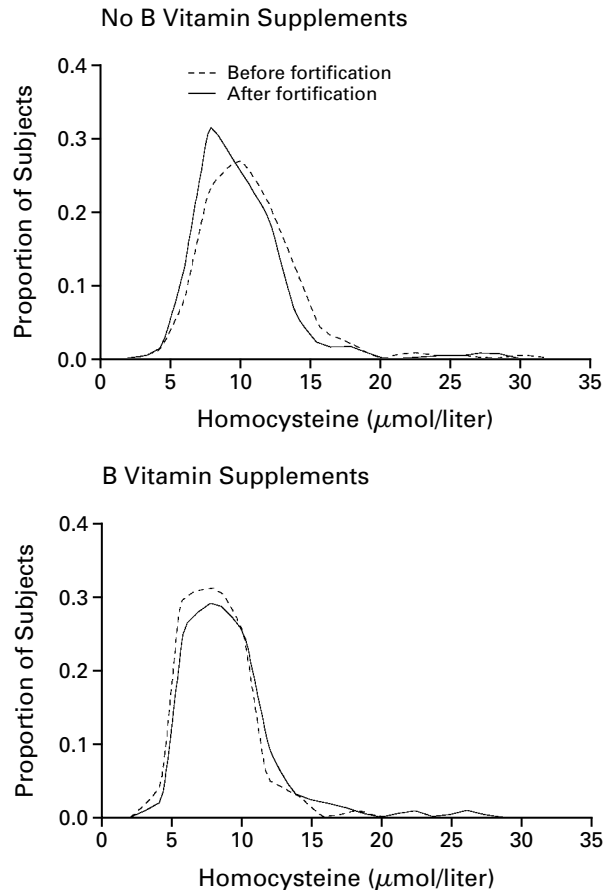 No B Vitamin Supplements
Before fortification
After fortification
Proportion of Subjects
0.4
0.3
0.2
0.1
0.0
0 5 10 15 20 25 30 35
Homocysteine (μmol/liter)
B Vitamin Supplements
Proportion of Subjects
0.4
0.3
0.2
0.1
0.0
0 5 10 15 20 25 30 35
Homocysteine (μmol/liter)